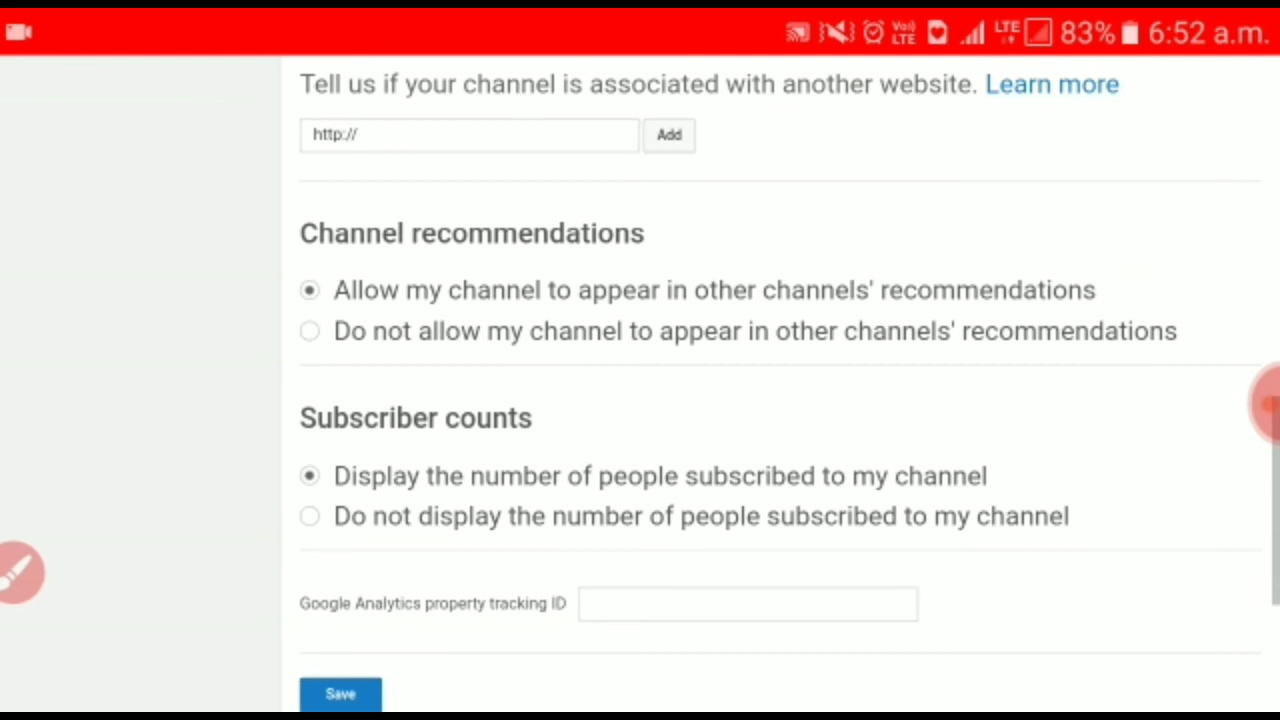 Vo)) LTE LTE 83% 6:52 a.m.
Tell us if your channel is associated with another website. Learn more
http:// Add
Channel recommendations
Allow my channel to appear in other channels' recommendations
Do not allow my channel to appear in other channels' recommendations
Subscriber counts
Display the number of people subscribed to my channel
Do not display the number of people subscribed to my channel
Google Analytics property tracking ID
Save